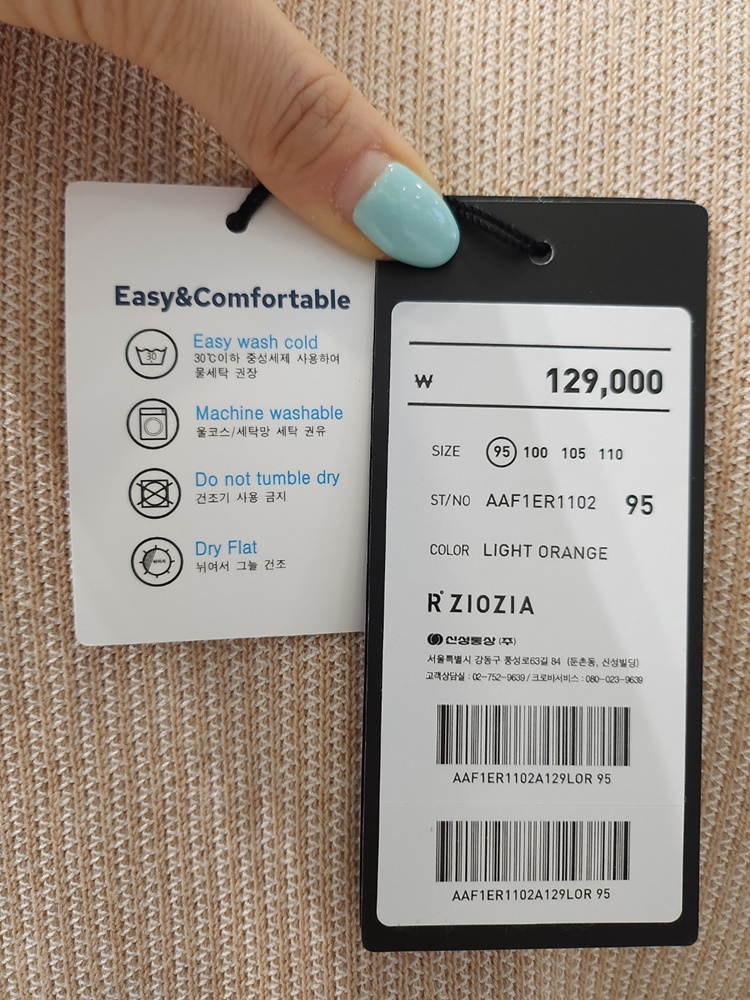 Easy&Comfortable
30
Easy wash cold
30℃이하 중성세제 사용하여
물세탁 권장
Machine washable
울코스/세탁망 세탁 권유
Do not tumble dry
건조기 사용 금지
뉘어서
Dry Flat
뉘여서 그늘 건조
₩ 129,000
SIZE 95 100 105 110
ST/NO AAF1ER1102 95
COLOR LIGHT ORANGE
R° ZIOZIA
신성통상 (주)
서울특별시 강동구 풍성로63길 84 (둔촌동, 신성빌딩)
고객상담실 : 02-752-9639 / 크로바서비스 : 080-023-9639
AAF1ER1102A129LOR 95
AAF1ER1102A129LOR 95